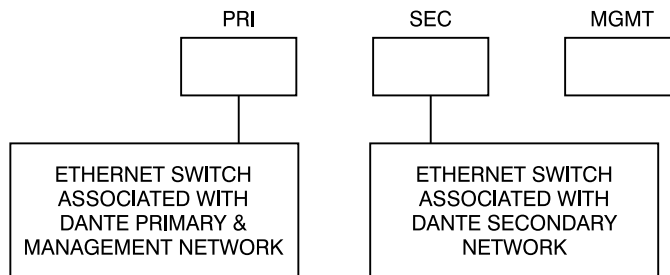 PRI
SEC
MGMT
ETHERNET SWITCH
ASSOCIATED WITH
DANTE PRIMARY &
MANAGEMENT NETWORK
ETHERNET SWITCH
ASSOCIATED WITH
DANTE SECONDARY
NETWORK